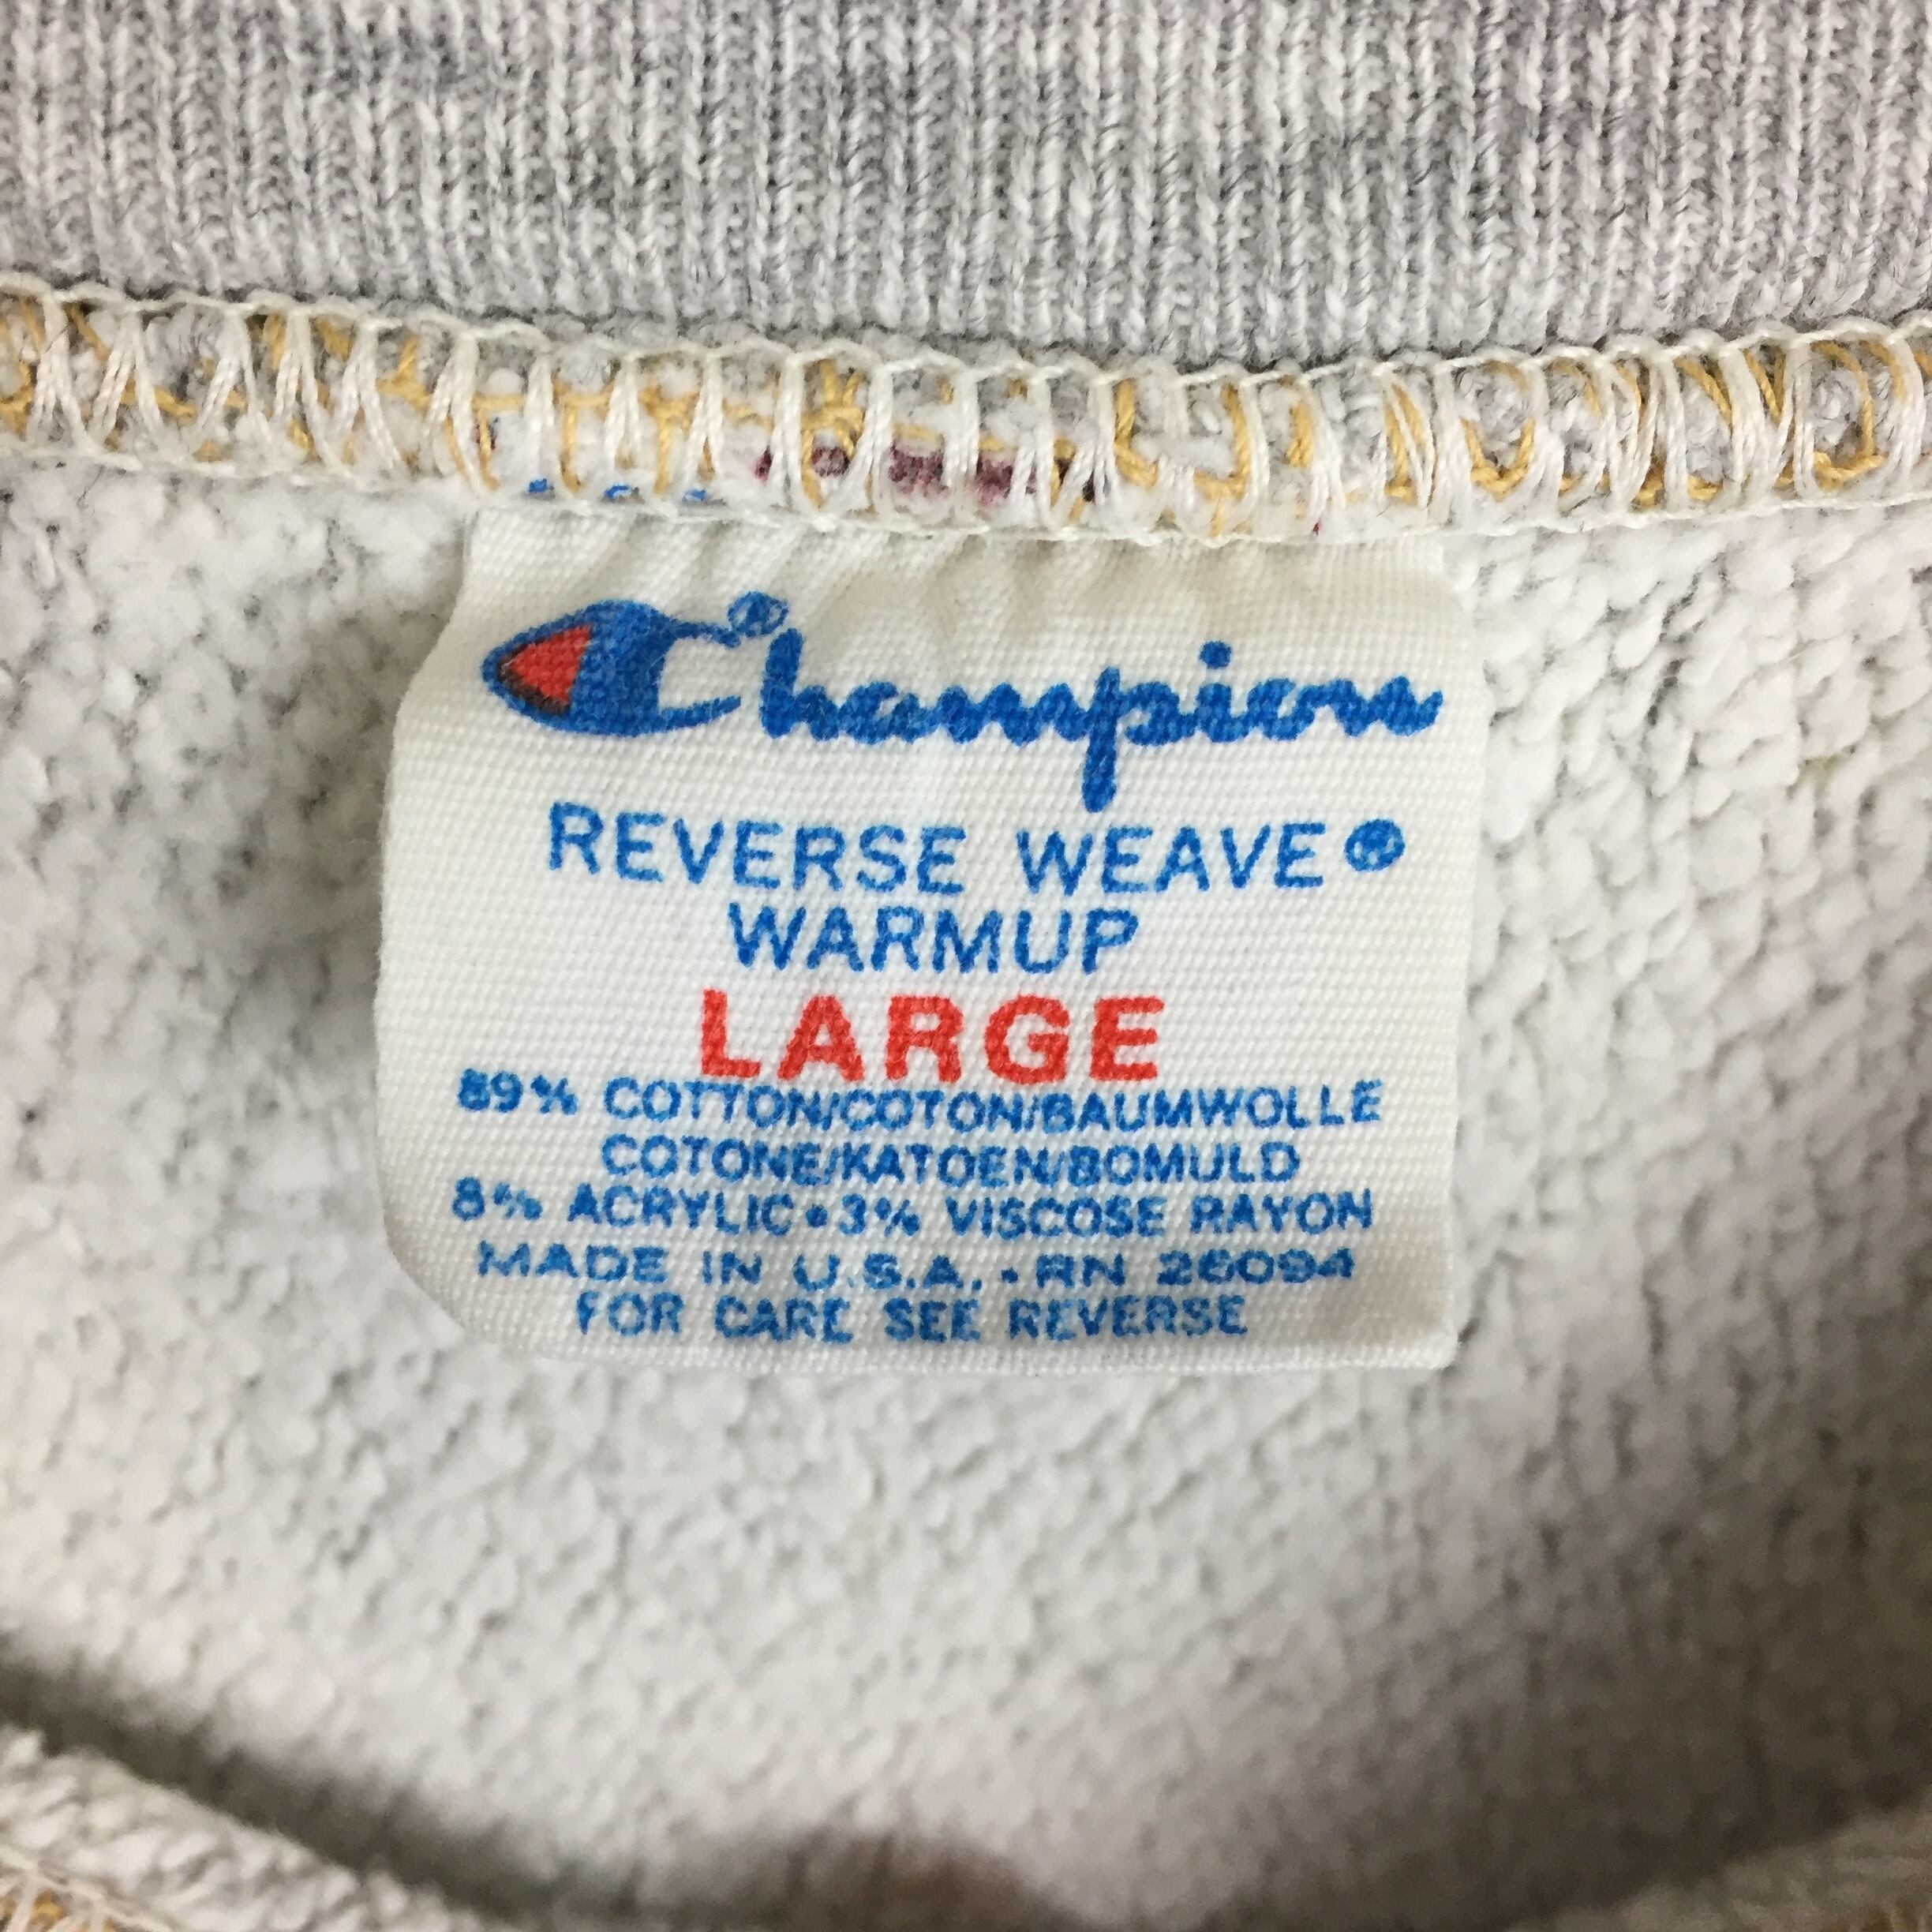 Champion®
REVERSE WEAVE®
WARMUP
LARGE
89% COTTON/COTON/BAUMWOLLE
COTONE/KATOEN/BOMULD
8% ACRYLIC • 3% VISCOSE RAYON
MADE IN U.S.A. - RN 26094
FOR CARE SEE REVERSE